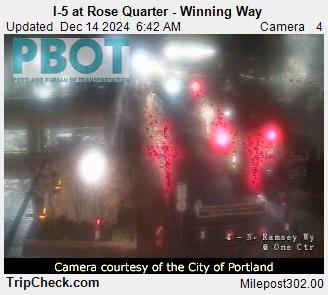 I-5 at Rose Quarter - Winning Way
Updated Dec 14 2024 6:42 AM Camera 4
PBOT
PORTLAND BUREAU OF TRANSPORTATION
4 - N. Ramsey Wy
@ One Ctr
Camera courtesy of the City of Portland
TripCheck.com Milepost302.00